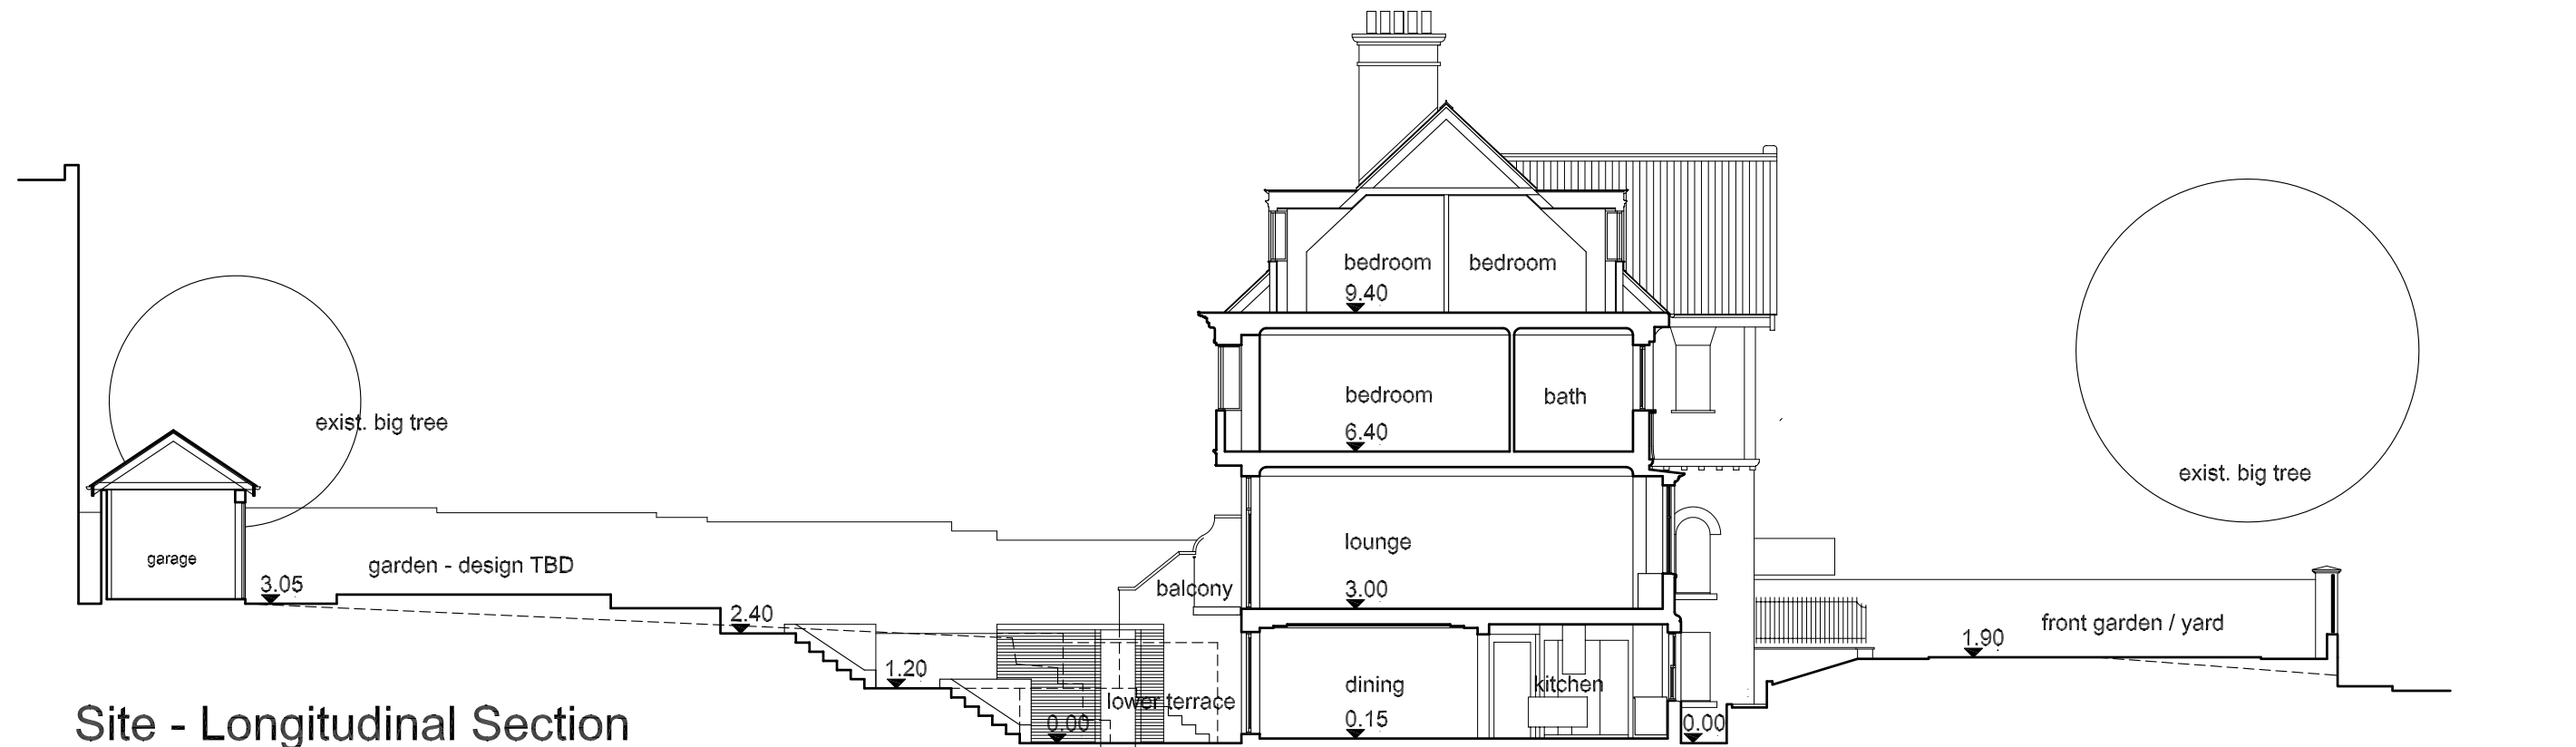 bedroom bedroom
9.40
bedroom bath
6.40
exist. big tree
exist. big tree
lounge
garage
garden - design TBD
3.05
balcony
3.00
2.40
front garden / yard
1.90
1.20
dining kitchen
lower terrace
0.00
0.15
0.00
Site - Longitudinal Section